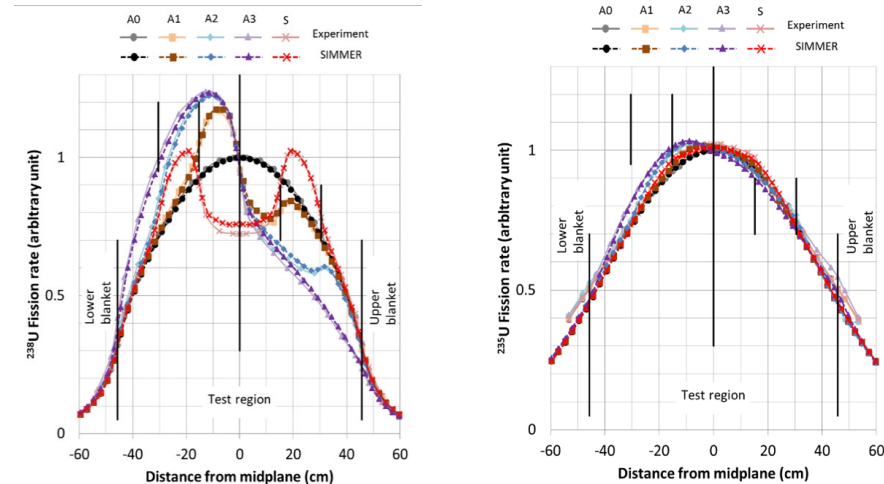 A0 A1 A2 A3 S
Experiment
SIMMER
²³⁸U Fission rate (arbitrary unit)
1
0.5
0
Lower blanket
Upper blanket
Test region
-60 -40 -20 0 20 40 60
Distance from midplane (cm)
A0 A1 A2 A3 S
Experiment
SIMMER
²³⁵U Fission rate (arbitrary unit)
1
0.5
0
Lower blanket
Upper blanket
Test region
-60 -40 -20 0 20 40 60
Distance from midplane (cm)